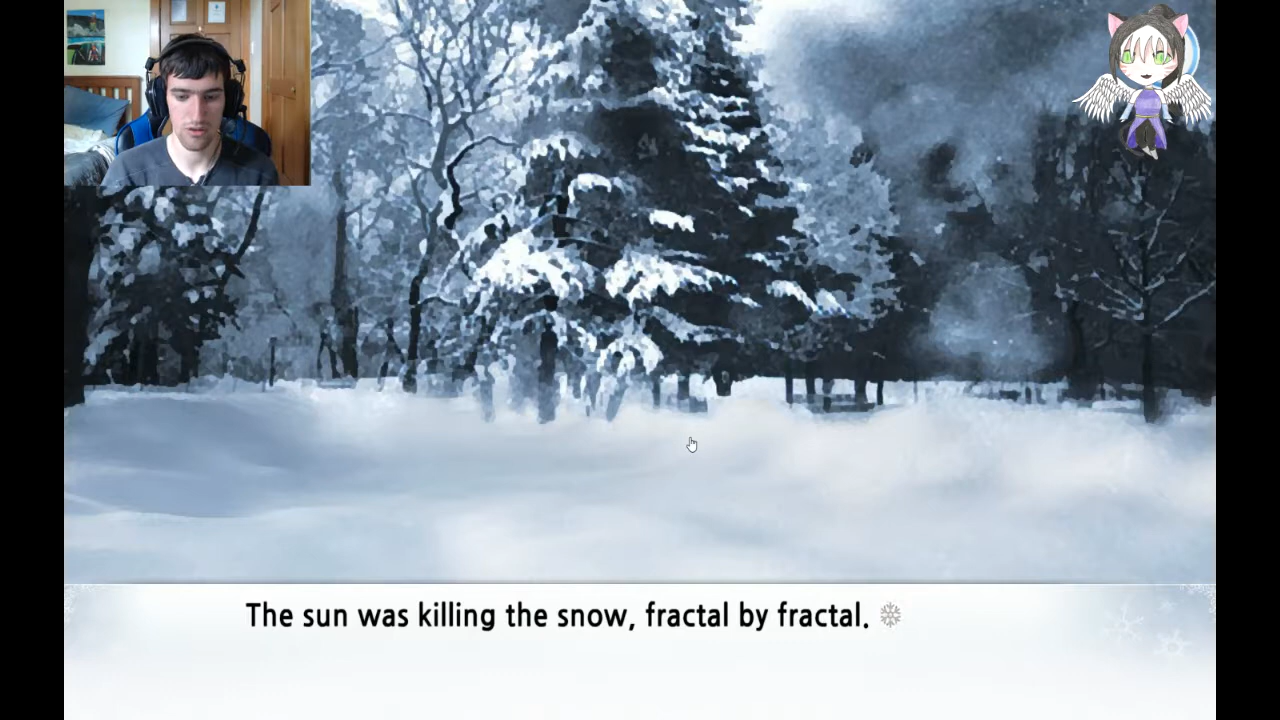 The sun was killing the snow, fractal by fractal.